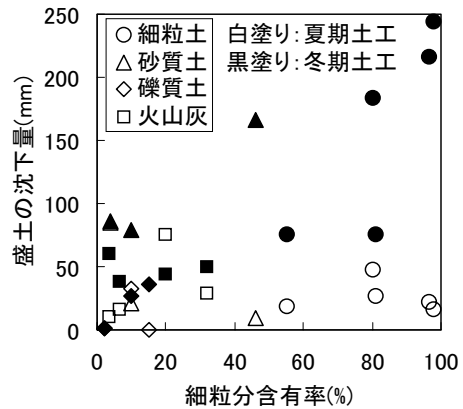 250
200
150
100
50
0
盛土の沈下量(mm)
○細粒土 白塗り:夏期土工
△砂質土 黒塗り:冬期土工
◇礫質土
□火山灰
0 20 40 60 80 100
細粒分含有率(%)